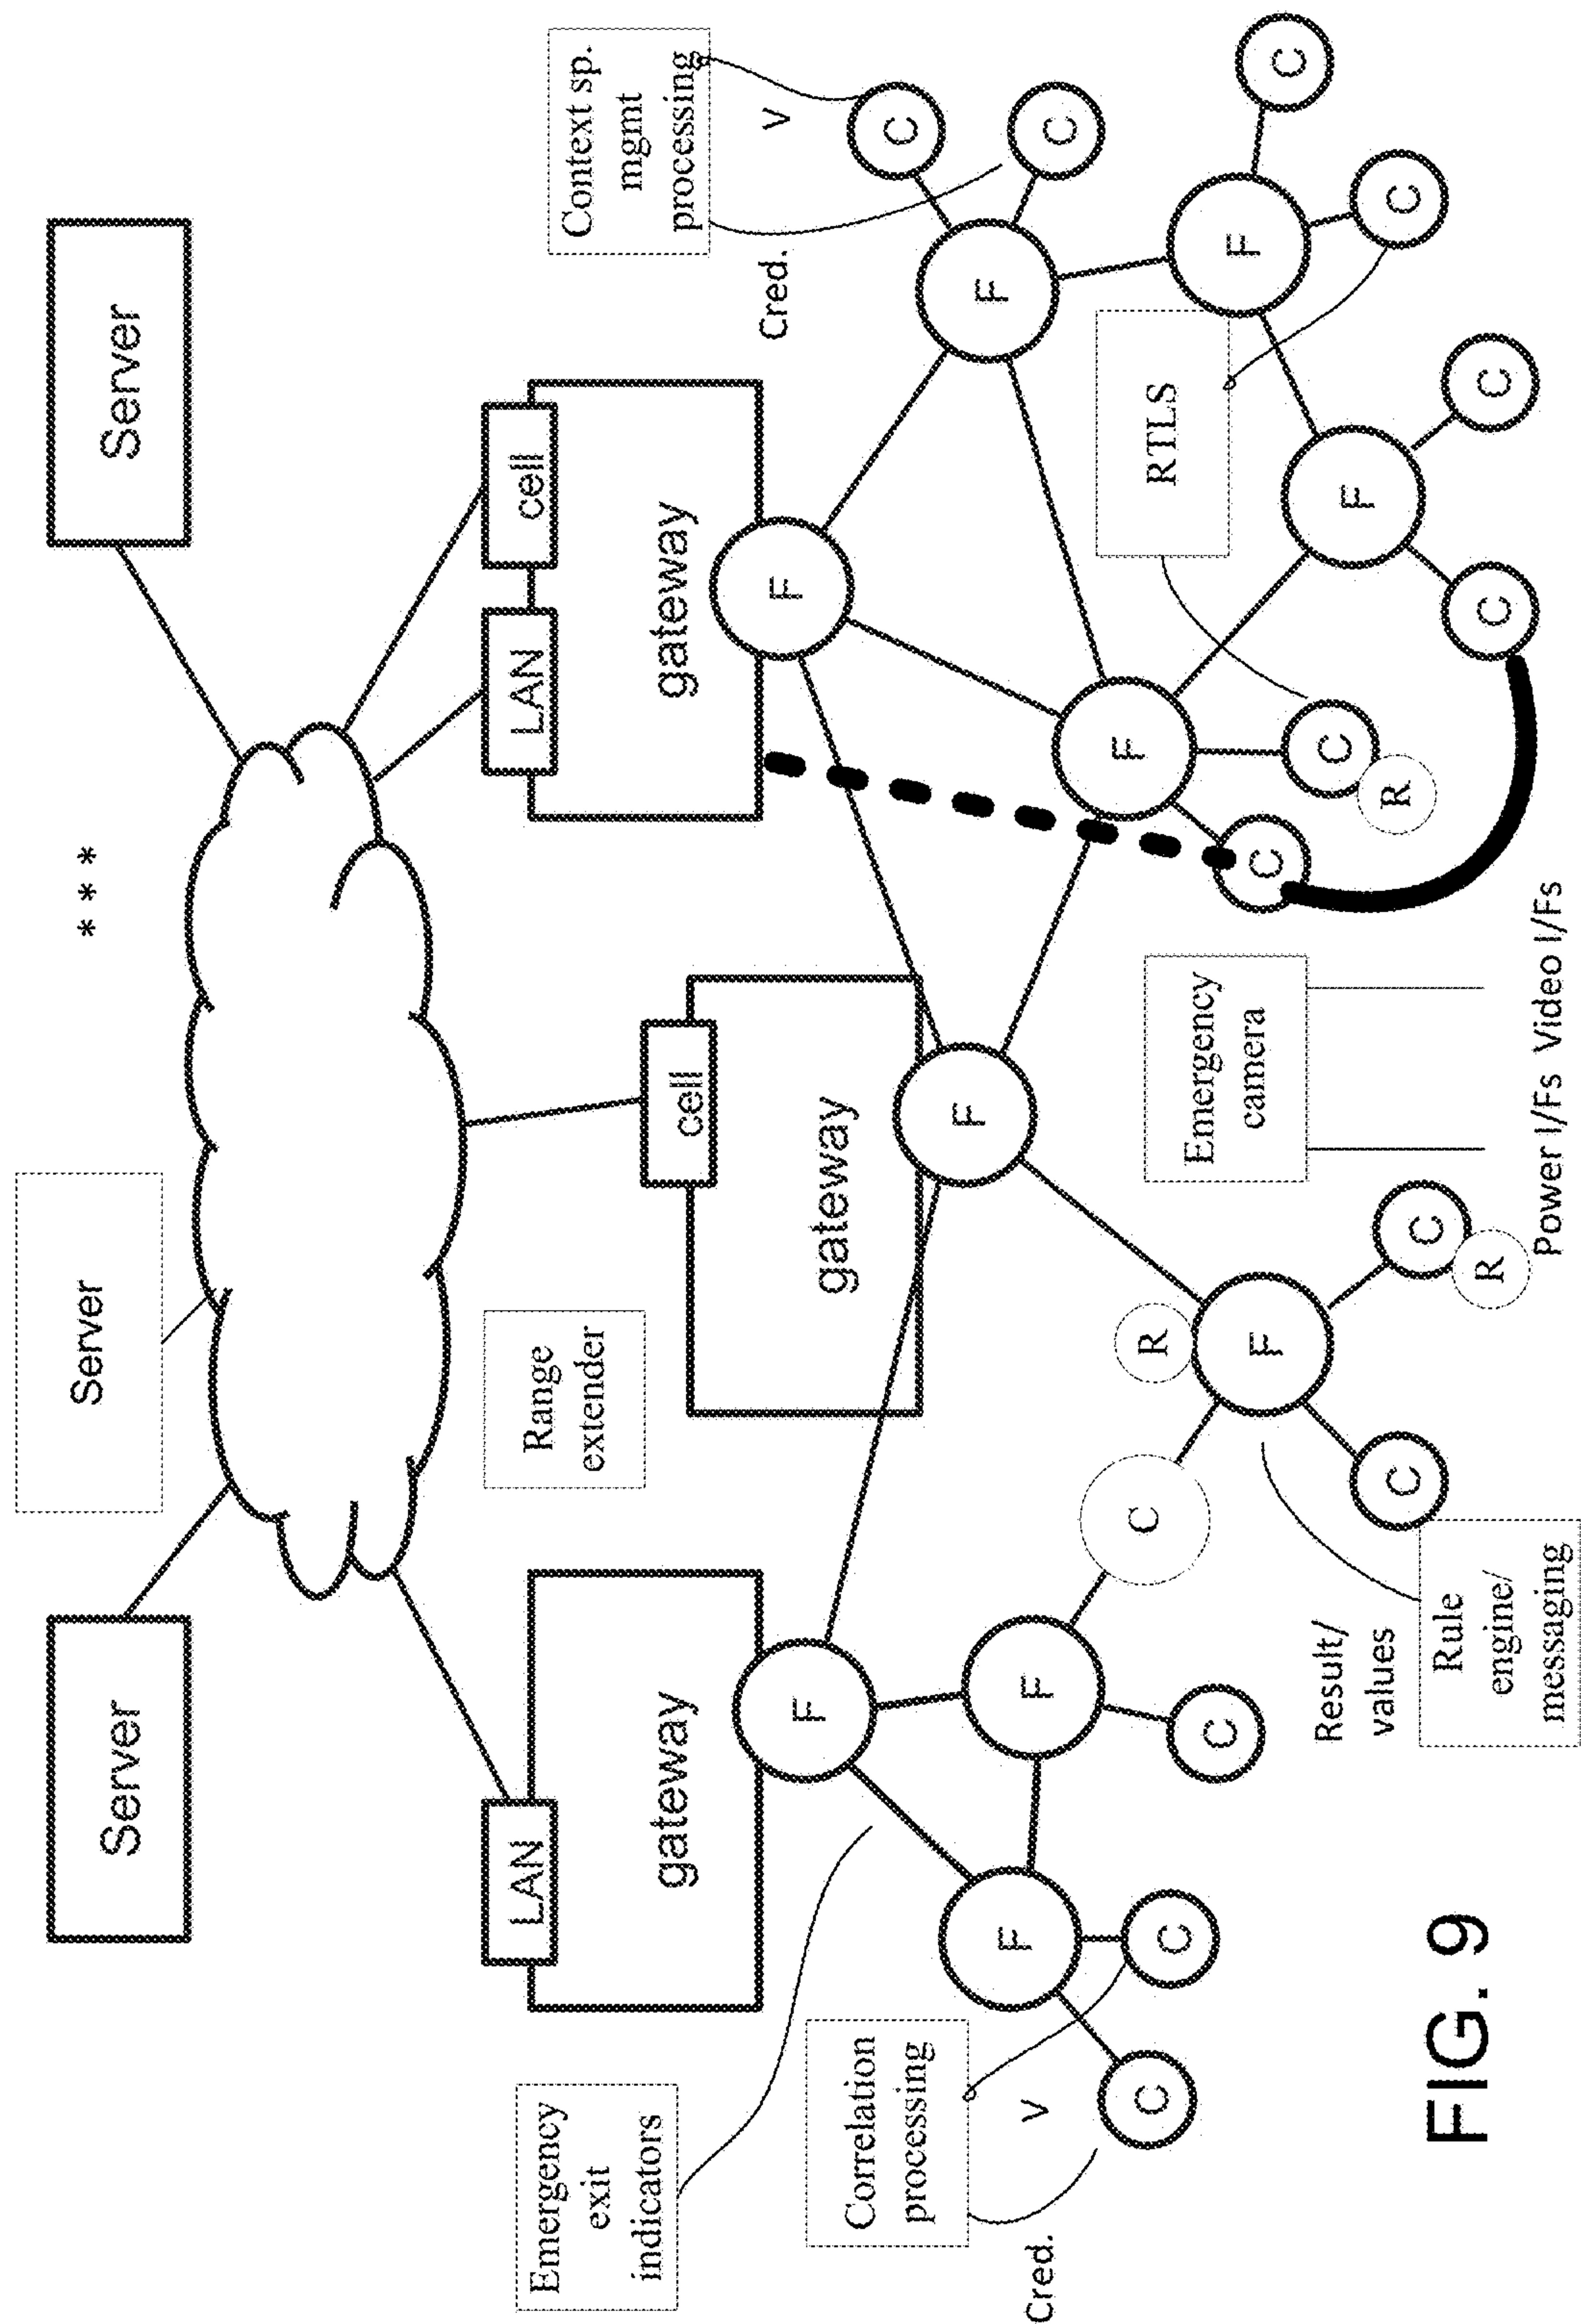 Server
Server
* * *
Server
LAN
Range
extender
LAN
cell
Context sp.
mgmt
processing
Emergency
exit
indicators
gateway
cell
gateway
gateway
Cred.
V
F
F
C
Correlation
processing
F
F
C
Cred.
V
F
F
C
C
C
R
F
RTLS
C
C
Emergency
camera
F
F
C
C
C
Result/
values
F
C
C
R
C
C
R
C
C
Rule
engine/
messaging
Power I/Fs Video I/Fs
FIG. 9